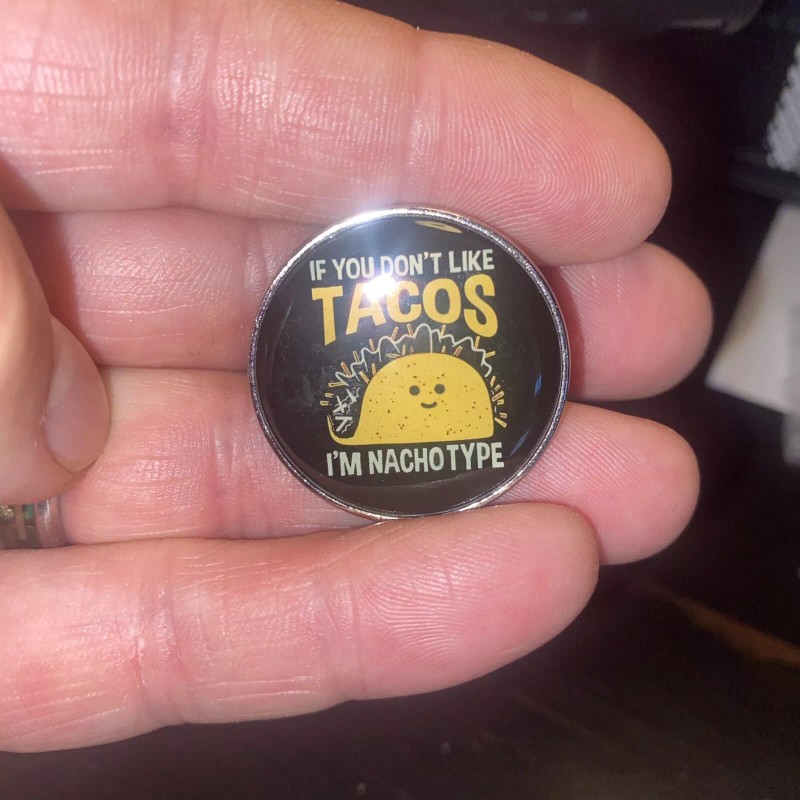 IF YOU DON'T LIKE
TACOS
I'M NACHO TYPE